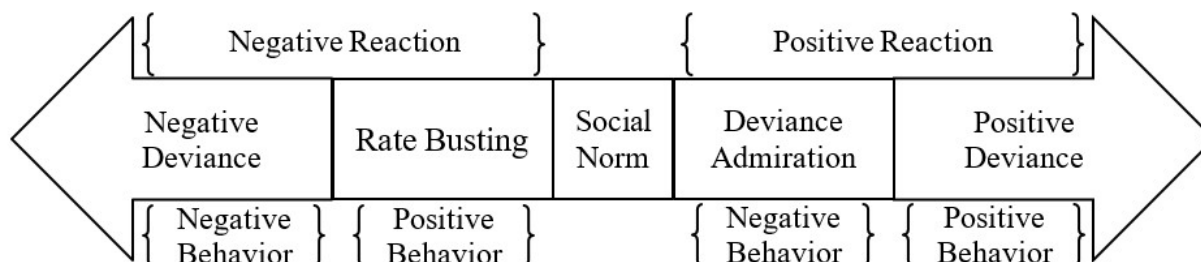 { Negative Reaction } { Positive Reaction }
Negative
Deviance
Rate Busting
Social
Norm
Deviance
Admiration
Positive
Deviance
{ Negative
Behavior }
{ Positive
Behavior }
{ Negative
Behavior }
{ Positive
Behavior }